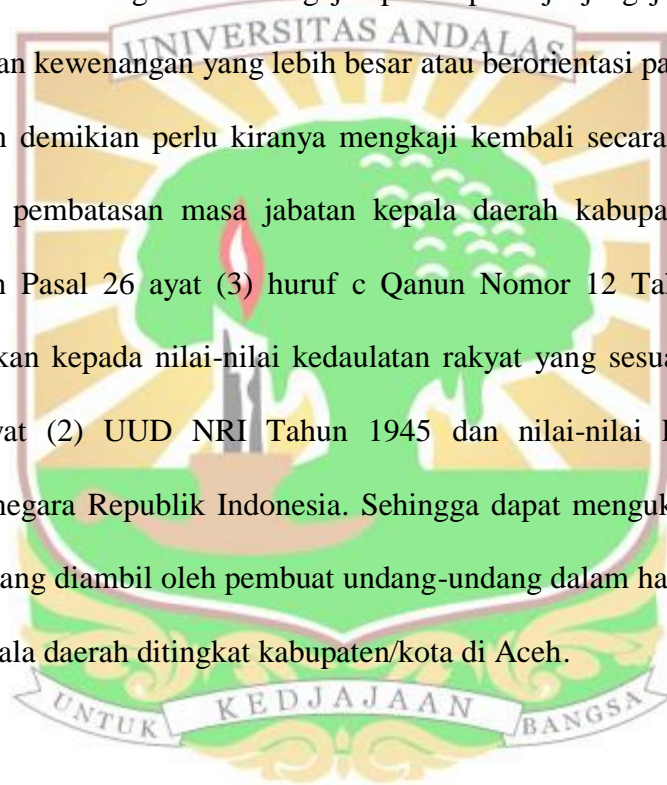 UNIVERSITAS ANDALAS
an kewenangan yang lebih besar atau berorientasi pa
demikian perlu kiranya mengkaji kembali secara
pembatasan masa jabatan kepala daerah kabupa
Pasal 26 ayat (3) huruf c Qanun Nomor 12 Tal
kan kepada nilai-nilai kedaulatan rakyat yang sesua
at (2) UUD NRI Tahun 1945 dan nilai-nilai
negara Republik Indonesia. Sehingga dapat menguk
ang diambil oleh pembuat undang-undang dalam ha
ala daerah ditingkat kabupaten/kota di Aceh.
UNTUK KEDJAJAAN BANGSA